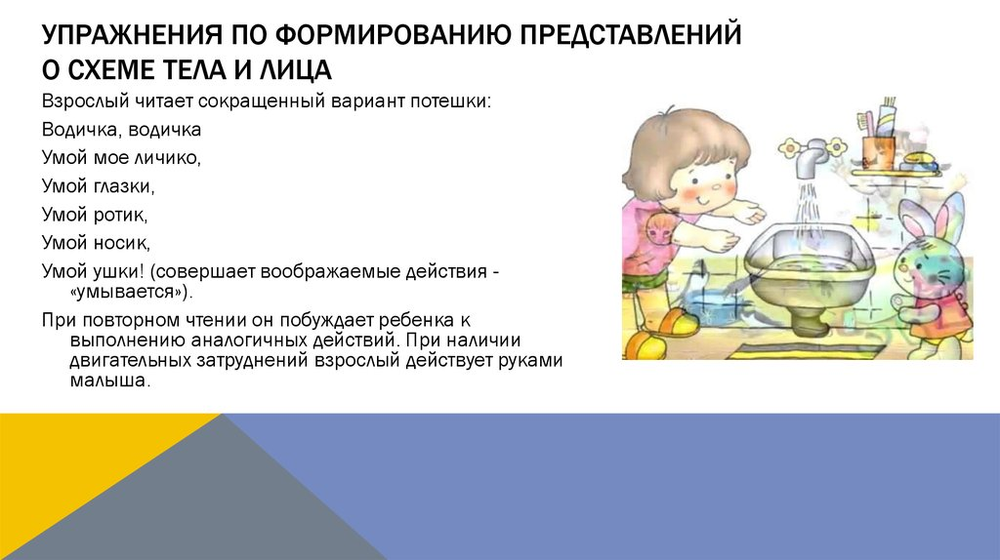 УПРАЖНЕНИЯ ПО ФОРМИРОВАНИЮ ПРЕДСТАВЛЕНИЙ
О СХЕМЕ ТЕЛА И ЛИЦА
Взрослый читает сокращенный вариант потешки:
Водичка, водичка
Умой мое личико,
Умой глазки,
Умой ротик,
Умой носик,
Умой ушки! (совершает воображаемые действия -
«умывается»).
При повторном чтении он побуждает ребенка к
выполнению аналогичных действий. При наличии
двигательных затруднений взрослый действует руками
малыша.